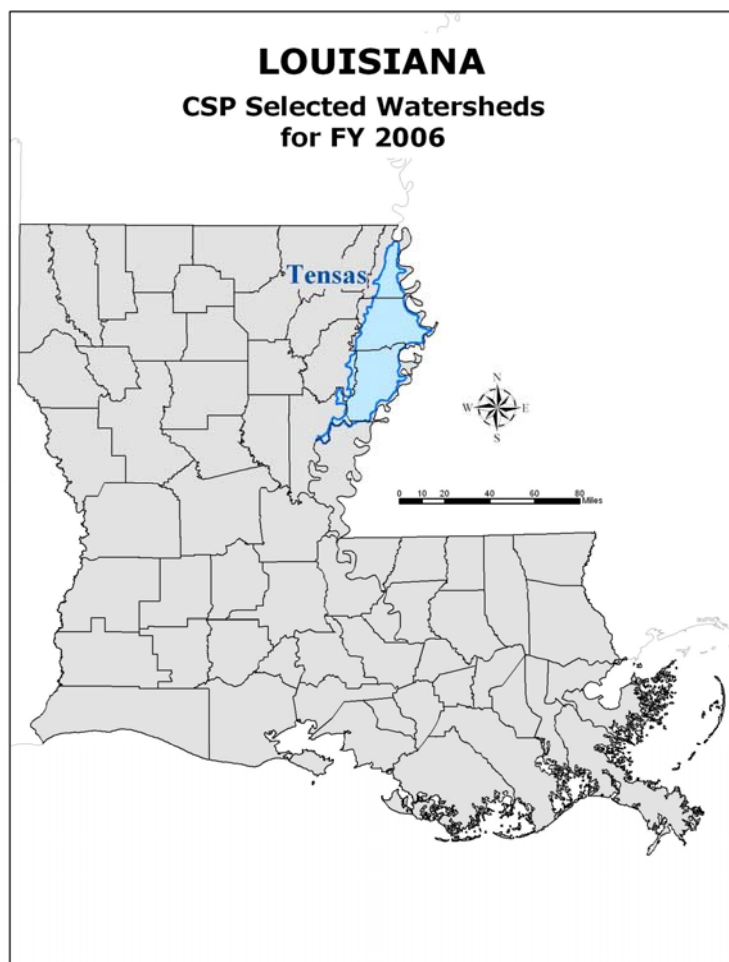 LOUISIANA
CSP Selected Watersheds
for FY 2006
Tensas
N
W E
S
0 10 20 40 60 80
Miles